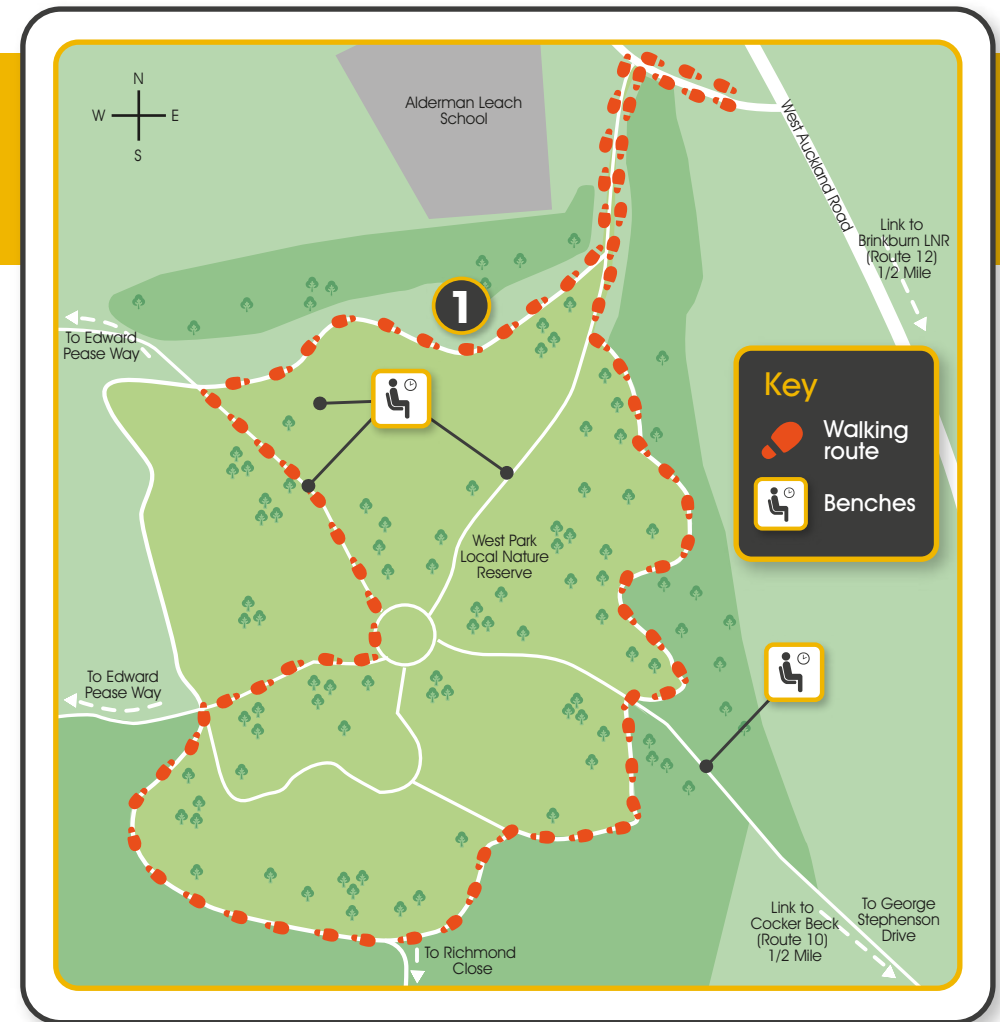 N
W
E
S
Alderman Leach
School
West Auckland Road
Link to
Brinkburn LNR
(Route 12)
1/2 Mile
1
To Edward
Pease Way
Key
Walking
route
Benches
West Park
Local Nature
Reserve
To Edward
Pease Way
Link to
Cocker Beck
(Route 10)
1/2 Mile
To George
Stephenson
Drive
To Richmond
Close